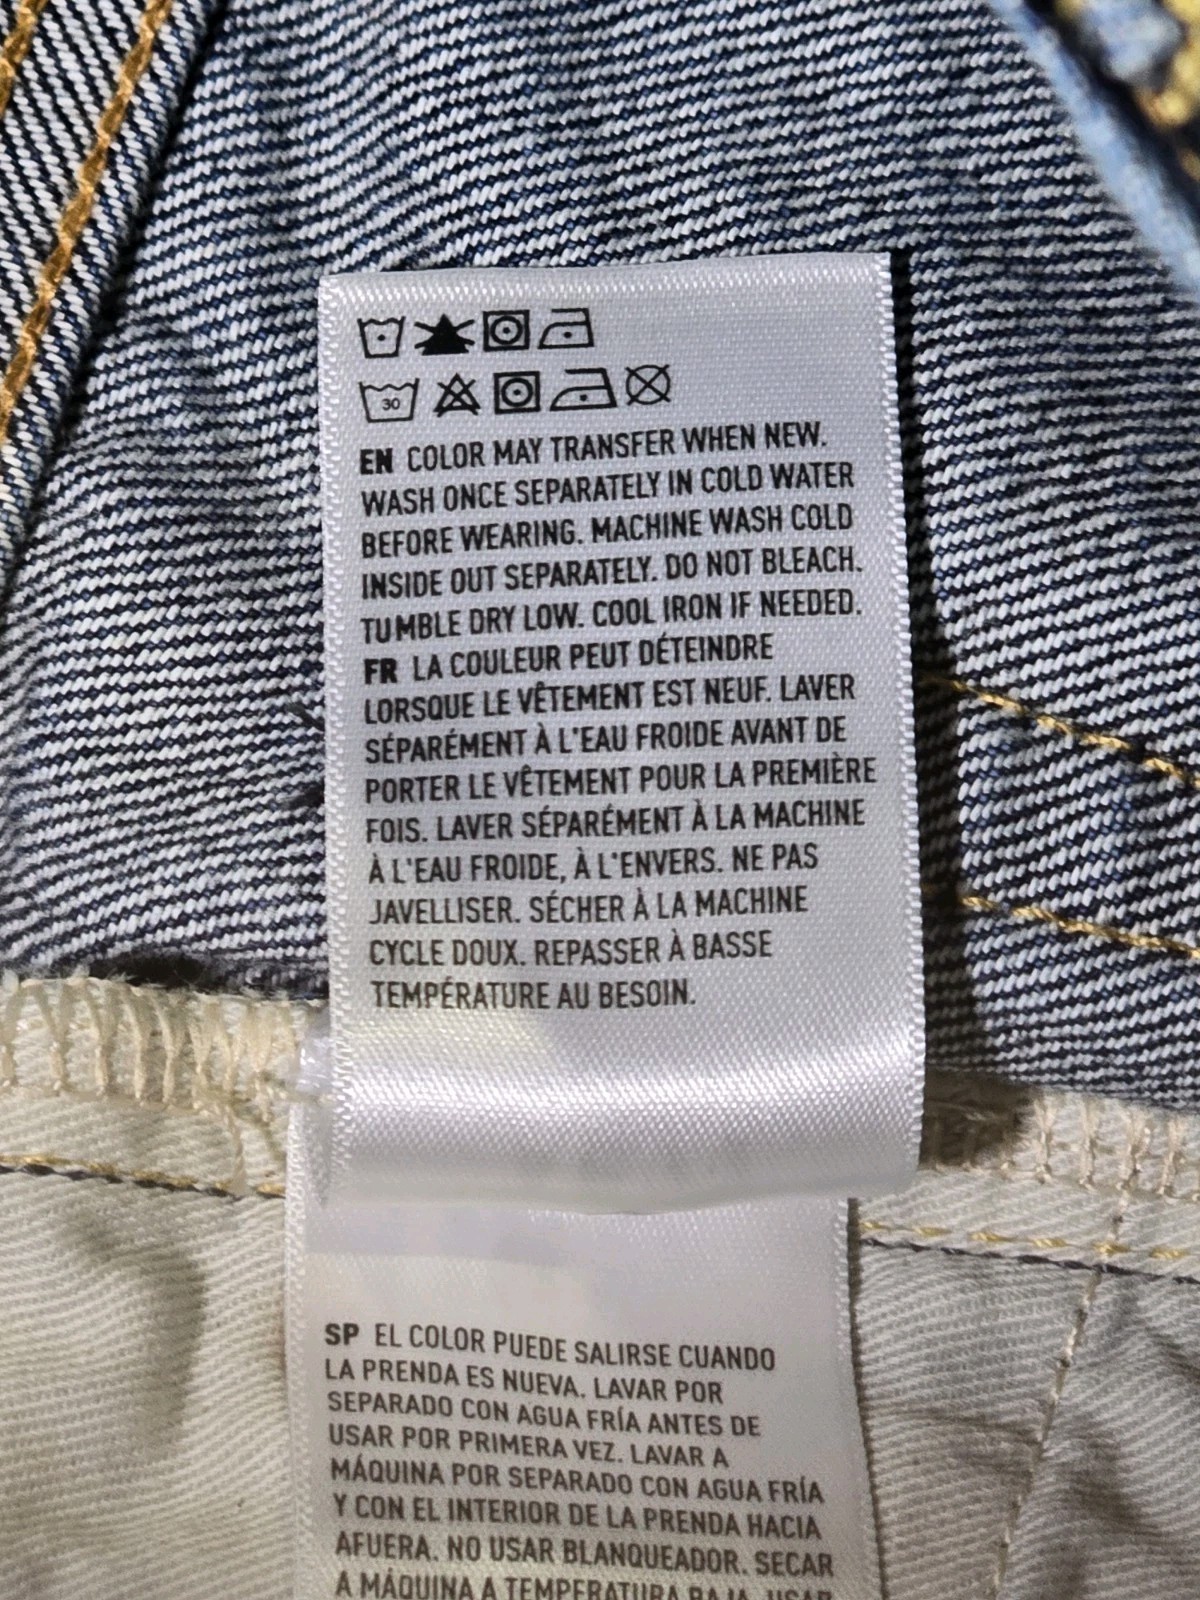 30
EN COLOR MAY TRANSFER WHEN NEW.
WASH ONCE SEPARATELY IN COLD WATER
BEFORE WEARING. MACHINE WASH COLD
INSIDE OUT SEPARATELY. DO NOT BLEACH.
TUMBLE DRY LOW. COOL IRON IF NEEDED.
FR LA COULEUR PEUT DÉTEINDRE
LORSQUE LE VÊTEMENT EST NEUF. LAVER
SÉPARÉMENT À L'EAU FROIDE AVANT DE
PORTER LE VÊTEMENT POUR LA PREMIÈRE
FOIS. LAVER SÉPARÉMENT À LA MACHINE
À L'EAU FROIDE, À L'ENVERS. NE PAS
JAVELLISER. SÉCHER À LA MACHINE
CYCLE DOUX. REPASSER À BASSE
TEMPÉRATURE AU BESOIN.
SP EL COLOR PUEDE SALIRSE CUANDO
LA PRENDA ES NUEVA. LAVAR POR
SEPARADO CON AGUA FRÍA ANTES DE
USAR POR PRIMERA VEZ. LAVAR A
MÁQUINA POR SEPARADO CON AGUA FRÍA
Y CON EL INTERIOR DE LA PRENDA HACIA
AFUERA. NO USAR BLANQUEADOR. SECAR
A MÁQUINA A TEMPERATURA BAJA. USAR